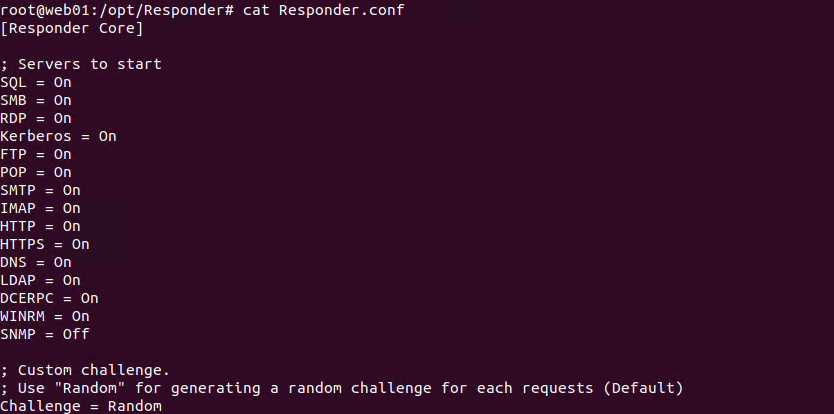 root@web01:/opt/Responder# cat Responder.conf
[Responder Core]
; Servers to start
SQL = On
SMB = On
RDP = On
Kerberos = On
FTP = On
POP = On
SMTP = On
IMAP = On
HTTP = On
HTTPS = On
DNS = On
LDAP = On
DCERPC = On
WINRM = On
SNMP = Off
; Custom challenge.
; Use "Random" for generating a random challenge for each requests (Default)
Challenge = Random